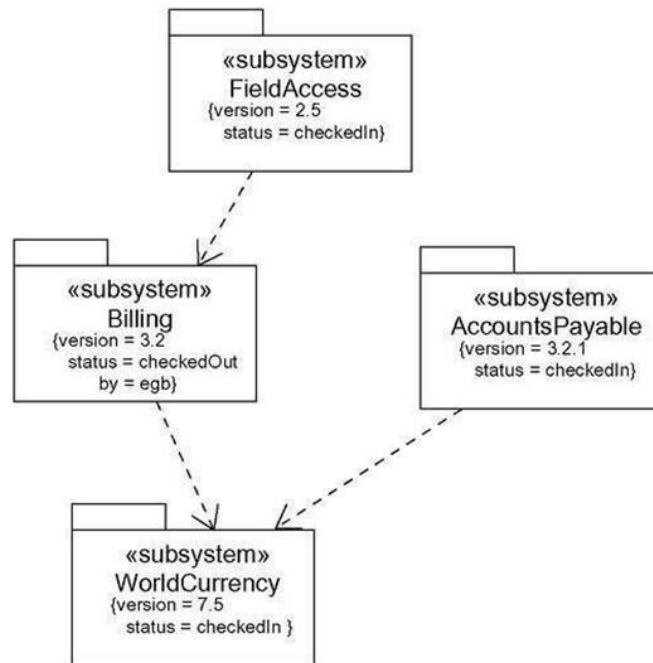 «subsystem»
FieldAccess
{version = 2.5
status = checkedIn}
«subsystem»
Billing
{version = 3.2
status = checkedOut
by = egb}
«subsystem»
AccountsPayable
{version = 3.2.1
status = checkedIn}
«subsystem»
WorldCurrency
{version = 7.5
status = checkedIn }